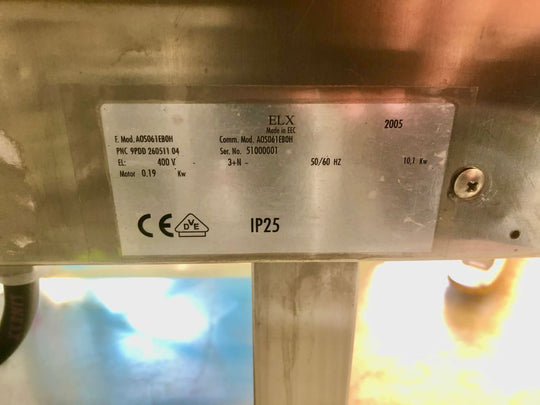 ELX
2005
Made in EEC
F. Mod. AOS061EB0H Comm. Mod. AOS061EB0H
PNC 9PDD 260511 04 Ser. No. 51000001
EL: 400 V 3+N ~ 50/60 HZ 10,1 Kw
Motor 0.19 Kw
CE DVE IP25